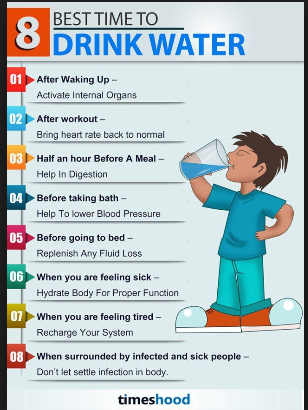 8 BEST TIME TO
DRINK WATER
01 After Waking Up –
Activate Internal Organs
02 After workout –
Bring heart rate back to normal
03 Half an hour Before A Meal –
Help In Digestion
04 Before taking bath –
Help To lower Blood Pressure
05 Before going to bed –
Replenish Any Fluid Loss
06 When you are feeling sick –
Hydrate Body For Proper Function
07 When you are feeling tired –
Recharge Your System
08 When surrounded by infected and sick people –
Don't let settle infection in body.
timeshood